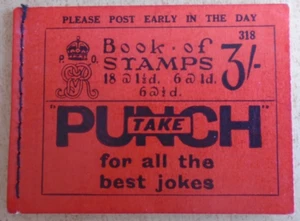 PLEASE POST EARLY IN THE DAY
318
P. O.
Book · of
STAMPS
3/-
18 @ 1½d. 6 @ 1d.
6 @ ½d.
"PUNCH"
TAKE
for all the
best jokes